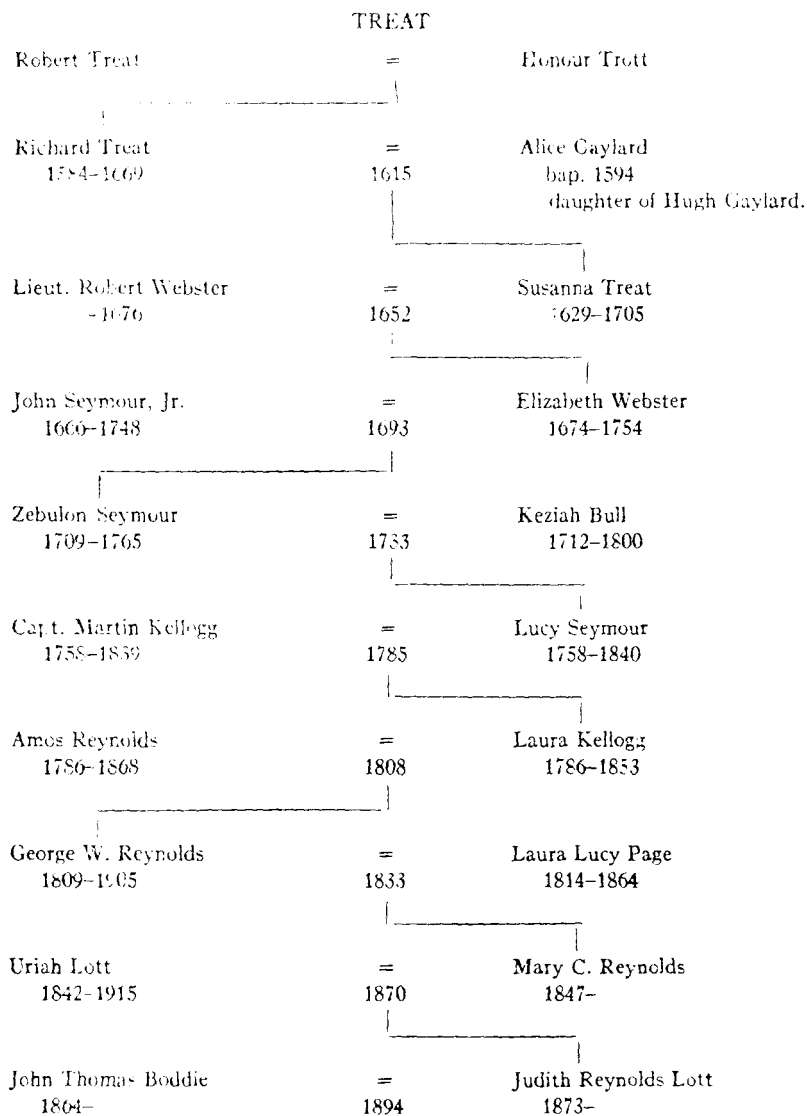 TREAT
Robert Treat = Honour Trott
Richard Treat = Alice Gaylard
1584–1669 1615 bap. 1594
daughter of Hugh Gaylard.
Lieut. Robert Webster = Susanna Treat
–1676 1652 1629–1705
John Seymour, Jr. = Elizabeth Webster
1666–1748 1693 1674–1754
Zebulon Seymour = Keziah Bull
1709–1765 1733 1712–1800
Capt. Martin Kellogg = Lucy Seymour
1758–1839 1785 1758–1840
Amos Reynolds = Laura Kellogg
1786–1868 1808 1786–1853
George W. Reynolds = Laura Lucy Page
1809–1905 1833 1814–1864
Uriah Lott = Mary C. Reynolds
1842–1915 1870 1847–
John Thomas Boddie = Judith Reynolds Lott
1864– 1894 1873–